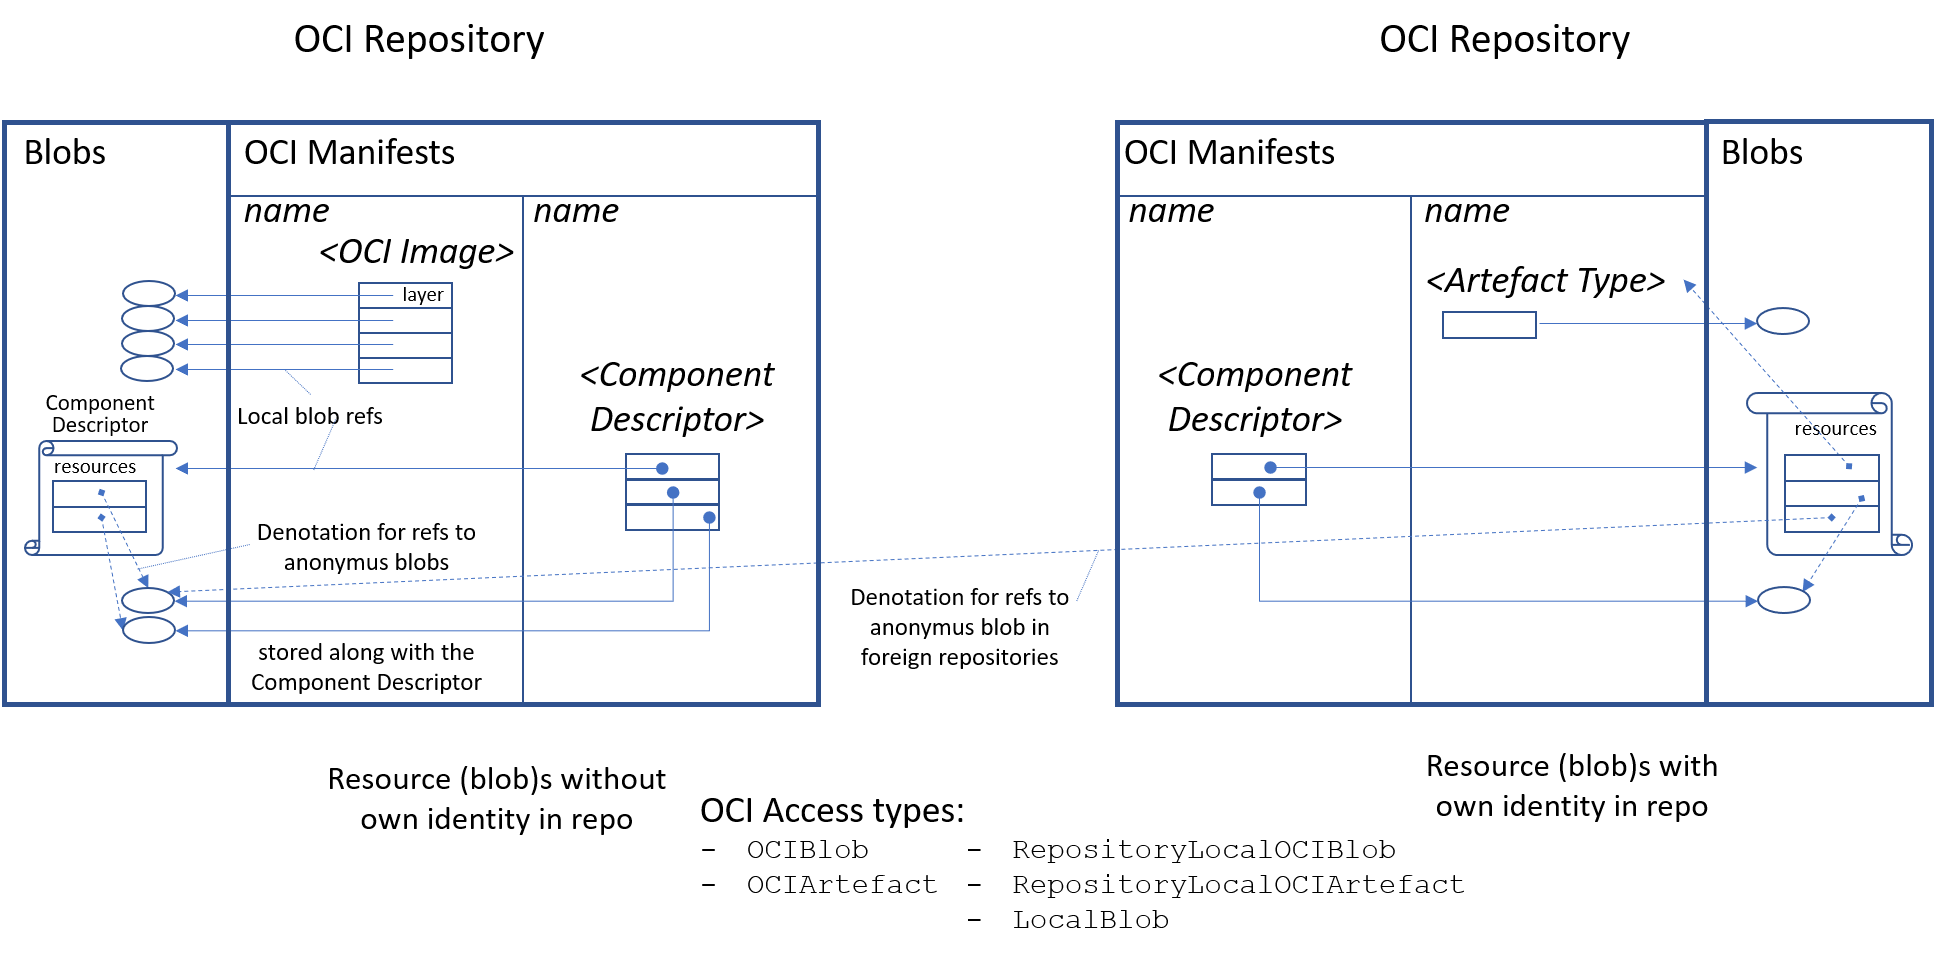 OCI Repository
OCI Repository
Blobs
OCI Manifests
name
name
<OCI Image>
layer
Local blob refs
<Component
Descriptor>
Component
Descriptor
resources
Denotation for refs to
anonymus blobs
stored along with the
Component Descriptor
Denotation for refs to
anonymus blob in
foreign repositories
OCI Manifests
Blobs
name
name
<Artefact Type>
<Component
Descriptor>
resources
Resource (blob)s without
own identity in repo
Resource (blob)s with
own identity in repo
OCI Access types:
- OCIBlob
- OCIArtefact
- RepositoryLocalOCIBlob
- RepositoryLocalOCIArtefact
- LocalBlob